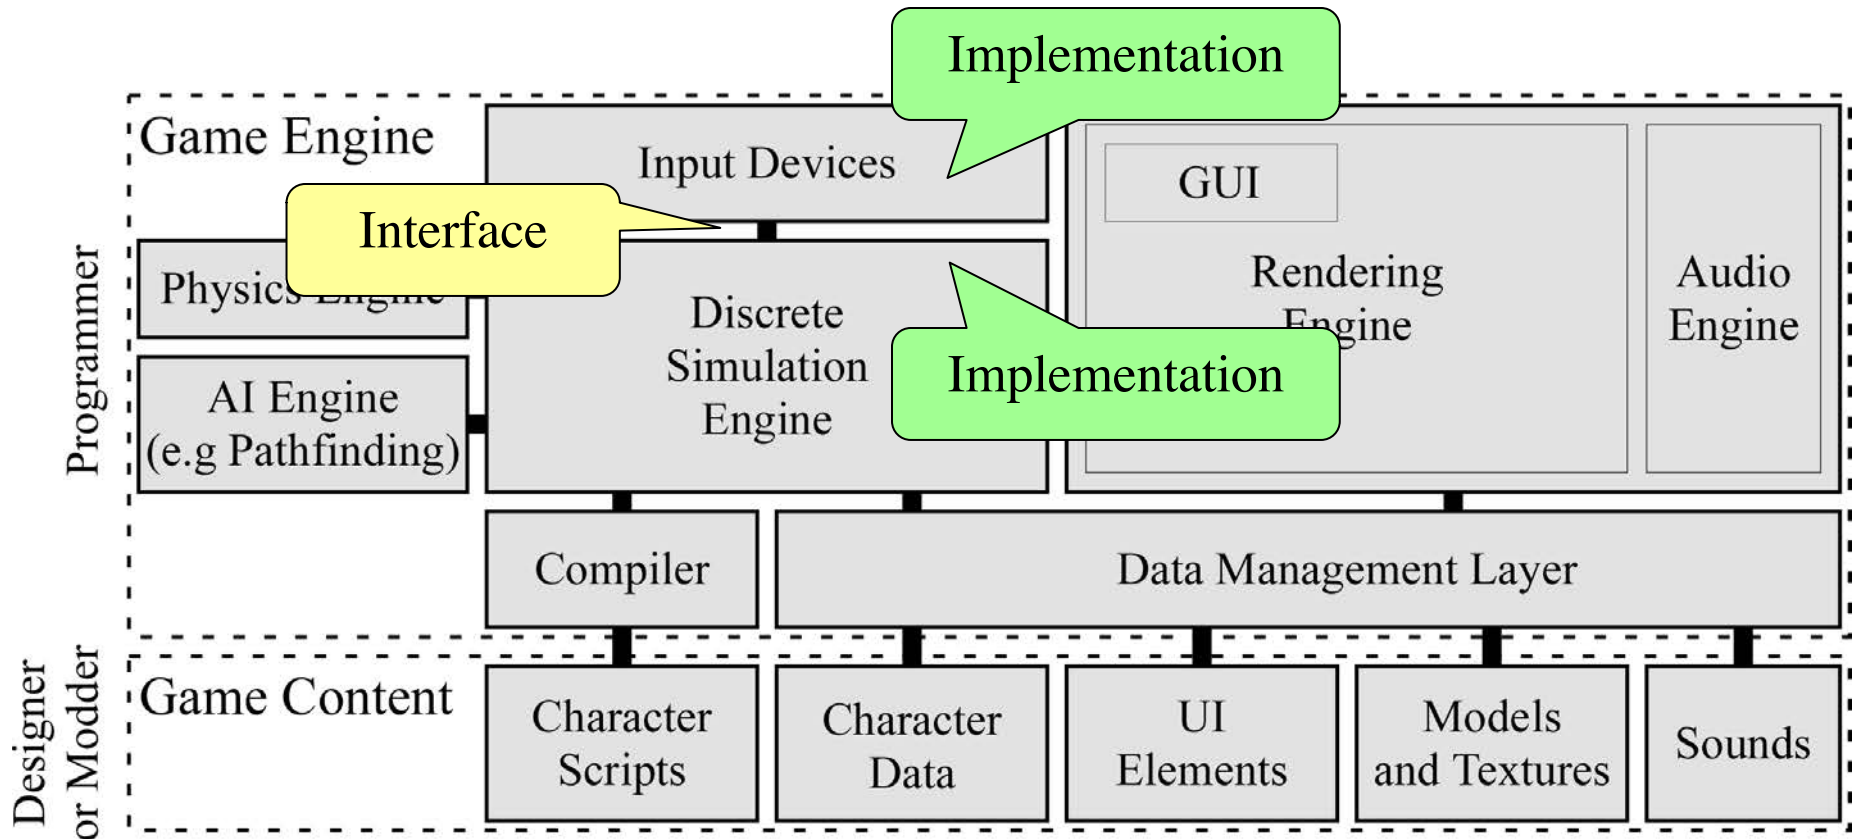 Implementation
Game Engine
Input Devices
GUI
Interface
Physics Engine
Rendering
Engine
Audio
Engine
Discrete
Simulation
Engine
Implementation
AI Engine
(e.g Pathfinding)
Programmer
Compiler
Data Management Layer
Designer
or Modder
Game Content
Character
Scripts
Character
Data
UI
Elements
Models
and Textures
Sounds